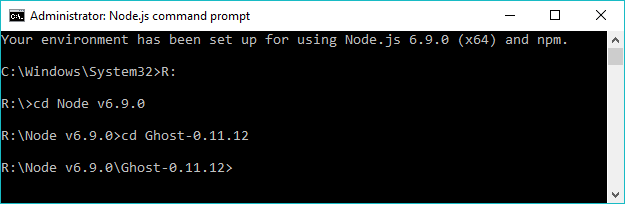 Administrator: Node.js command prompt
Your environment has been set up for using Node.js 6.9.0 (x64) and npm.
C:\Windows\System32>R:
R:\>cd Node v6.9.0
R:\Node v6.9.0>cd Ghost-0.11.12
R:\Node v6.9.0\Ghost-0.11.12>